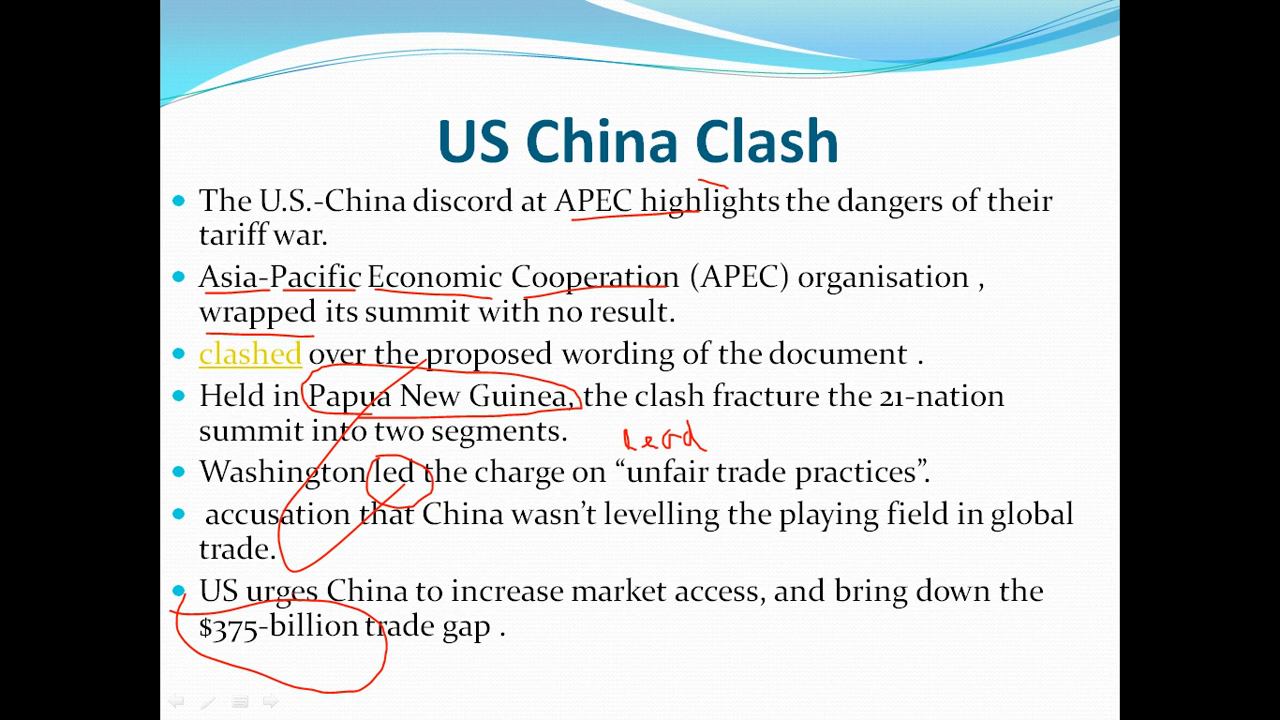 US China Clash
• The U.S.-China discord at APEC highlights the dangers of their
tariff war.
• Asia-Pacific Economic Cooperation (APEC) organisation ,
wrapped its summit with no result.
• clashed over the proposed wording of the document .
• Held in Papua New Guinea, the clash fracture the 21-nation
summit into two segments.
Lead
• Washington led the charge on “unfair trade practices”.
• accusation that China wasn’t levelling the playing field in global
trade.
• US urges China to increase market access, and bring down the
$375-billion trade gap .